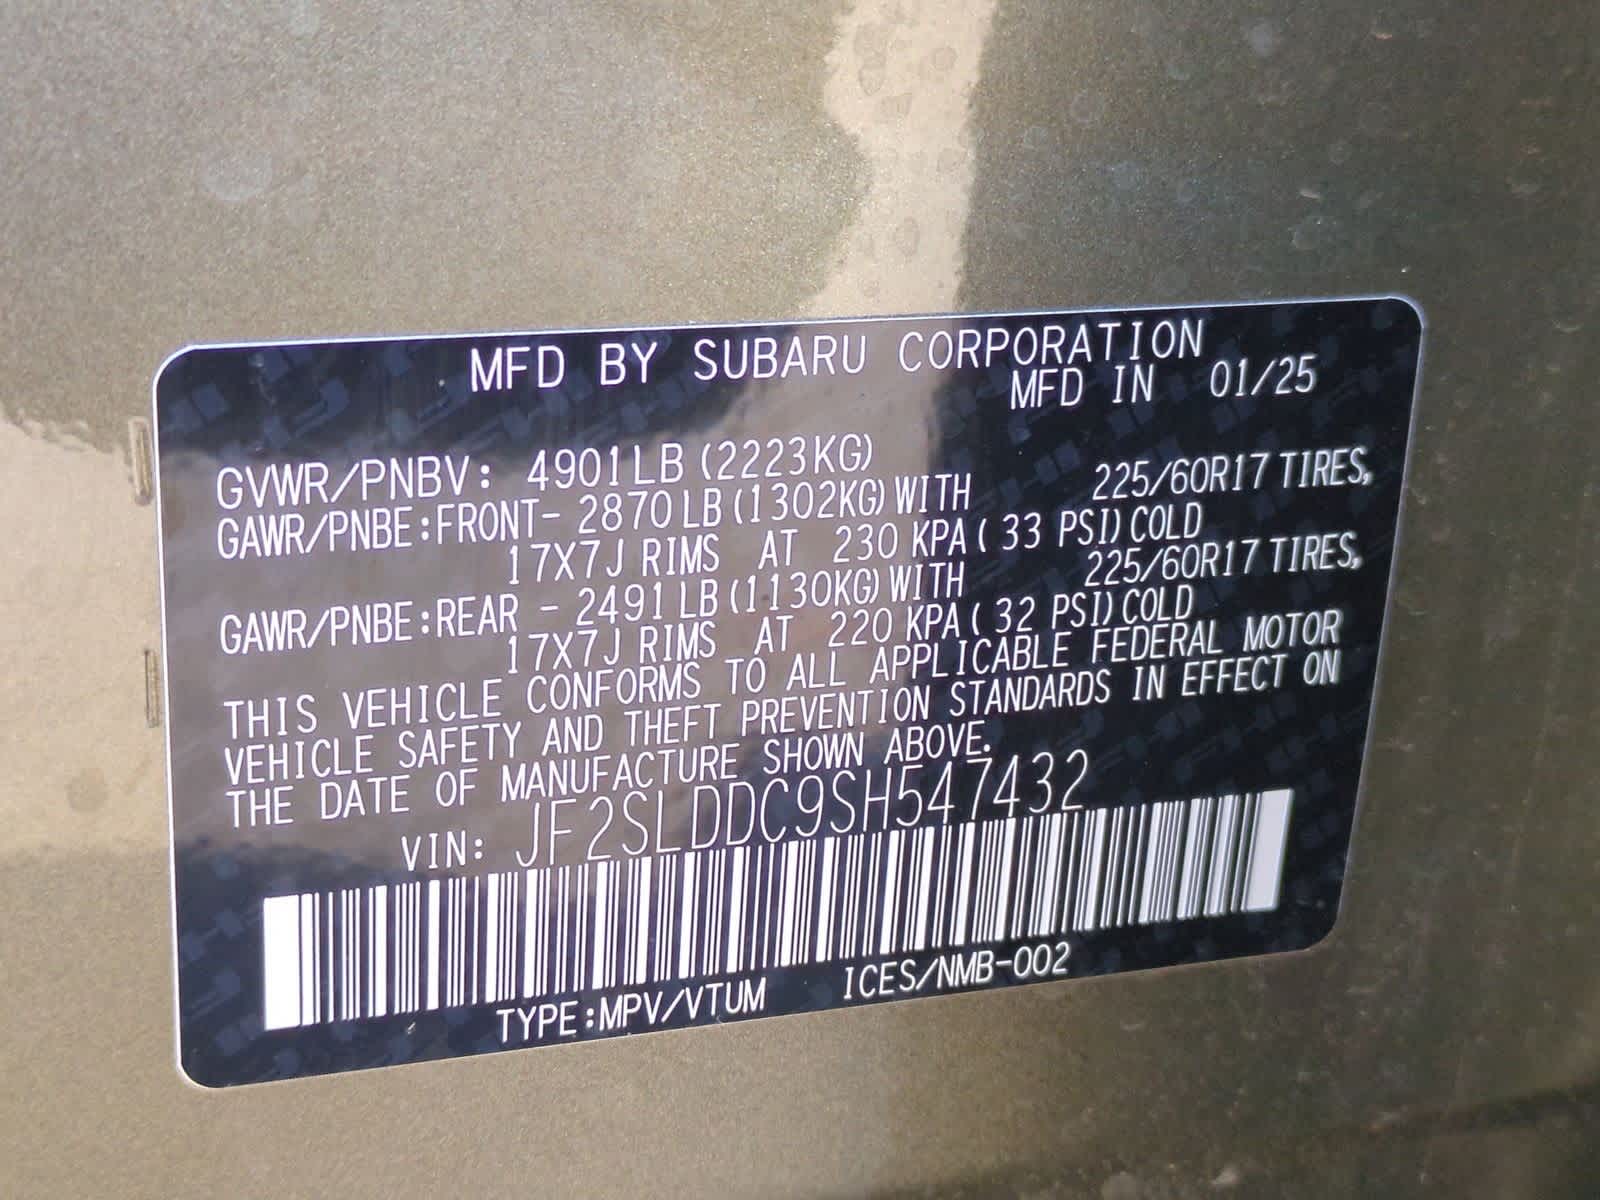 MFD BY SUBARU CORPORATION
MFD IN 01/25
GVWR/PNBV: 4901LB (2223KG)
GAWR/PNBE:FRONT- 2870LB (1302KG) WITH 225/60R17 TIRES,
17X7J RIMS AT 230 KPA ( 33 PSI) COLD
GAWR/PNBE:REAR - 2491LB (1130KG) WITH 225/60R17 TIRES,
17X7J RIMS AT 220 KPA ( 32 PSI) COLD
THIS VEHICLE CONFORMS TO ALL APPLICABLE FEDERAL MOTOR
VEHICLE SAFETY AND THEFT PREVENTION STANDARDS IN EFFECT ON
THE DATE OF MANUFACTURE SHOWN ABOVE.
VIN: JF2SLDDC9SH547432
TYPE:MPV/VTUM ICES/NMB-002